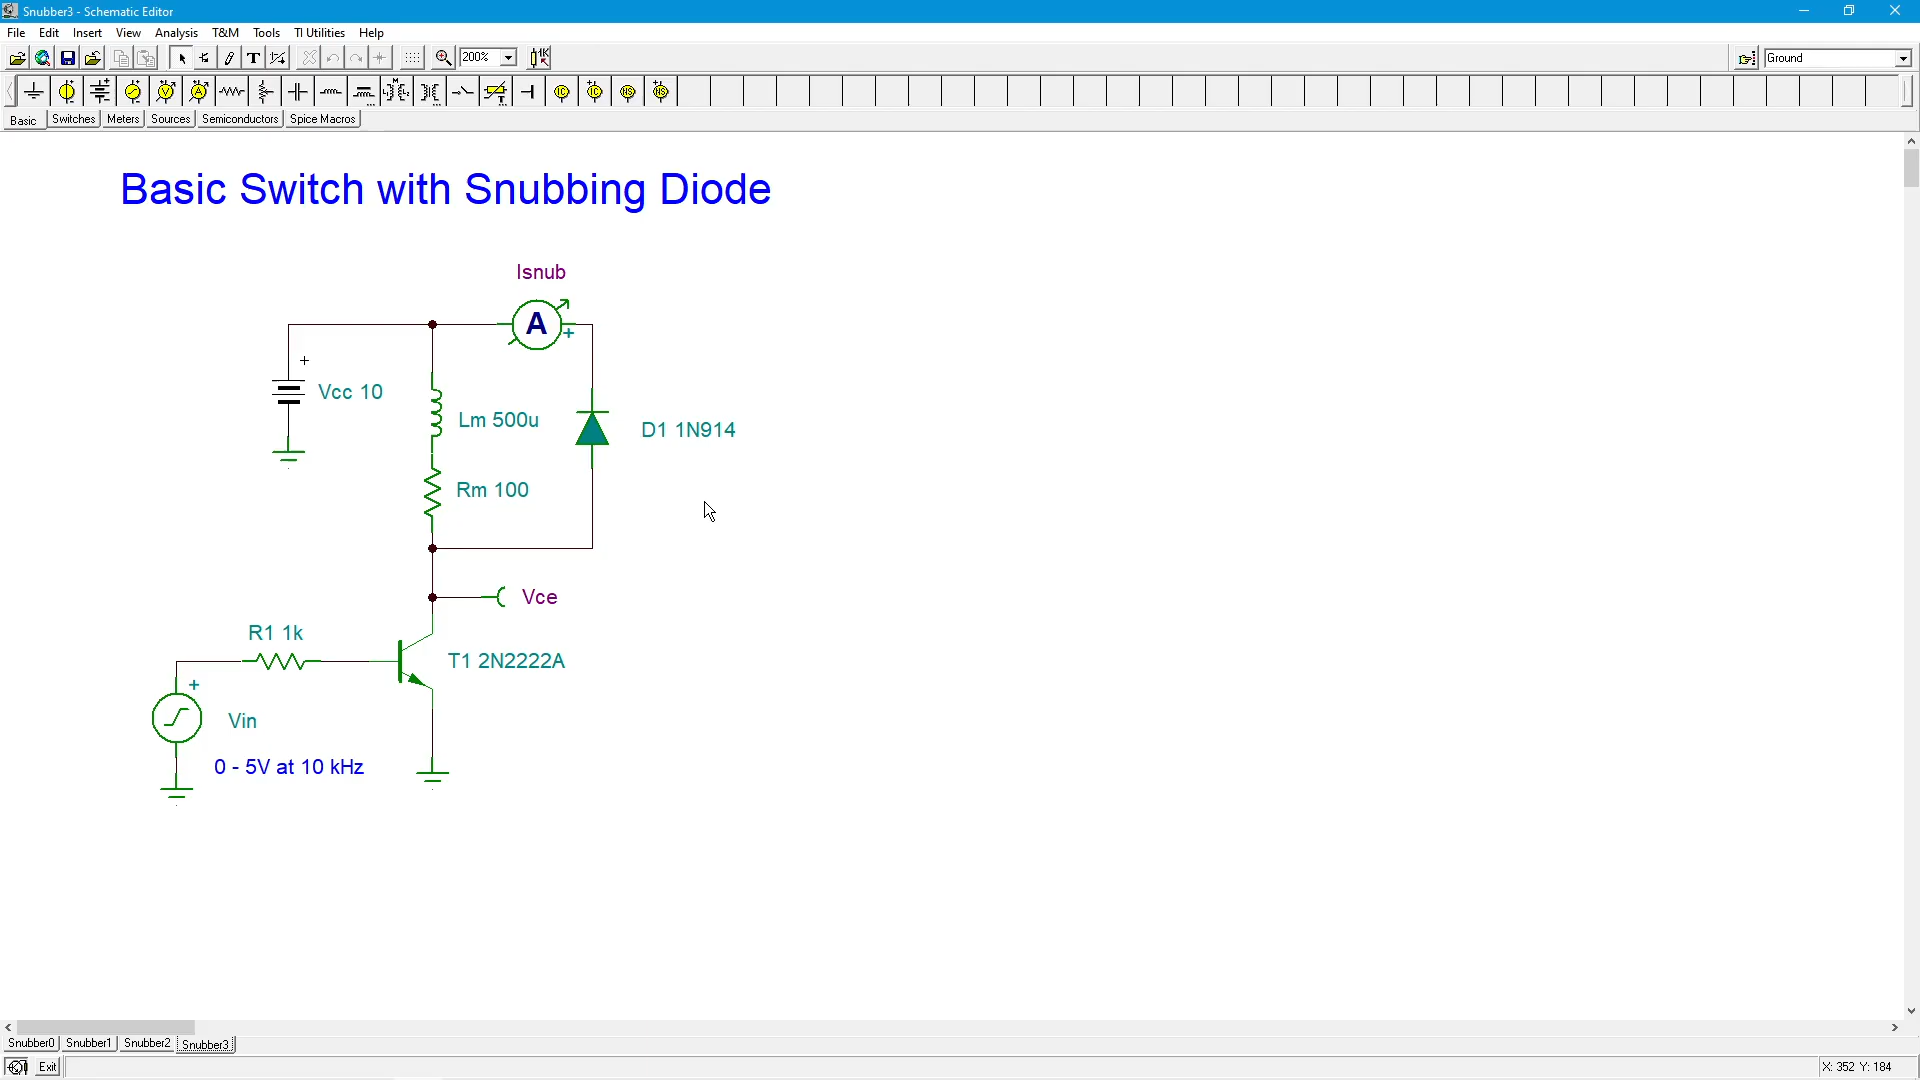 Snubber3 - Schematic Editor
File Edit Insert View Analysis T&M Tools TI Utilities Help
T 200% 1K Ground
Basic Switches Meters Sources Semiconductors Spice Macros
Basic Switch with Snubbing Diode
Isnub
A
+
+
Vcc 10
Lm 500u
D1 1N914
Rm 100
Vce
R1 1k
T1 2N2222A
+
Vin
0 - 5V at 10 kHz
Snubber0 Snubber1 Snubber2 Snubber3
Exit X: 352 Y: 184